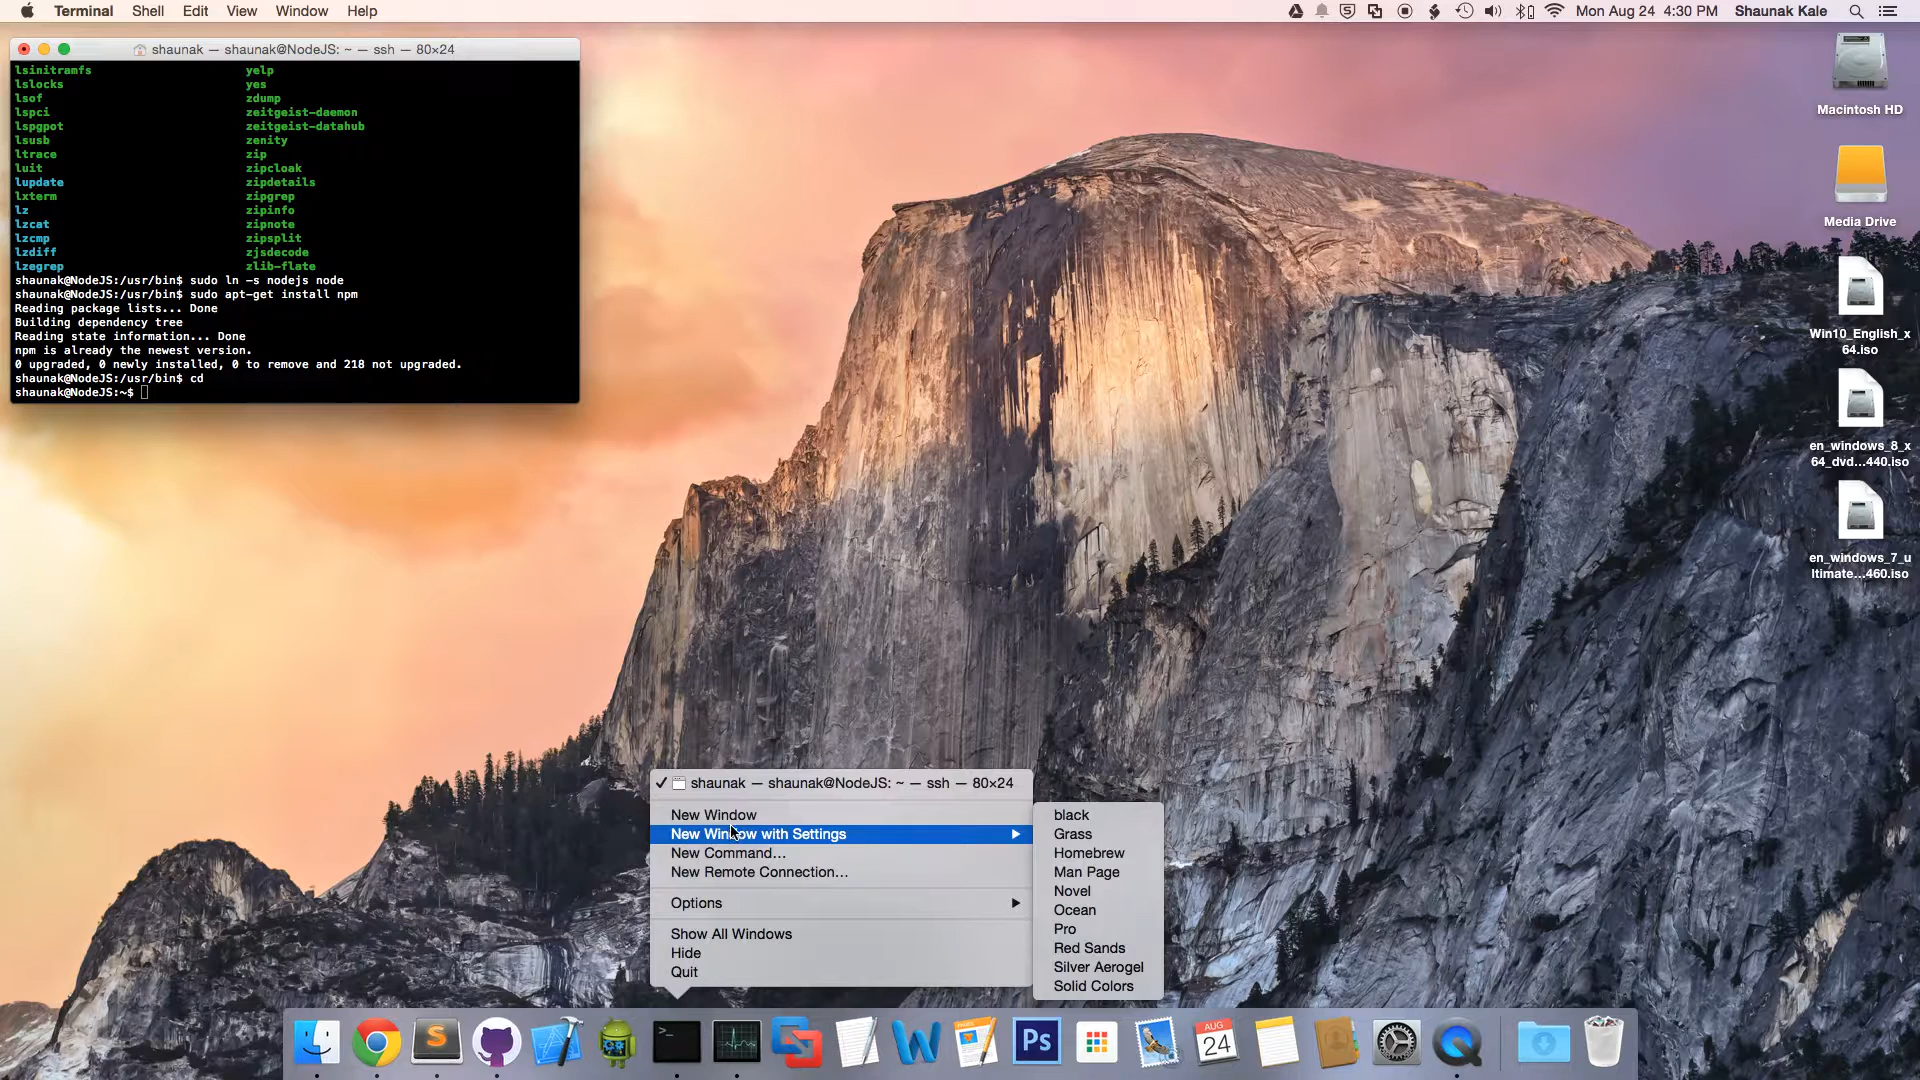 Terminal Shell Edit View Window Help
Mon Aug 24 4:30 PM Shaunak Kale
shaunak — shaunak@NodeJS: ~ — ssh — 80×24
lsinitramfs yelp
lslocks yes
lsof zdump
lspci zeitgeist-daemon
lspgpot zeitgeist-datahub
lsusb zenity
ltrace zip
luit zipcloak
lupdate zipdetails
lxterm zipgrep
lz zipinfo
lzcat zipnote
lzcmp zipsplit
lzdiff zjsdecode
lzegrep zlib-flate
shaunak@NodeJS:/usr/bin$ sudo ln -s nodejs node
shaunak@NodeJS:/usr/bin$ sudo apt-get install npm
Reading package lists... Done
Building dependency tree
Reading state information... Done
npm is already the newest version.
0 upgraded, 0 newly installed, 0 to remove and 218 not upgraded.
shaunak@NodeJS:/usr/bin$ cd
shaunak@NodeJS:~$
Macintosh HD
Media Drive
Win10_English_x
64.iso
en_windows_8_x
64_dvd...440.iso
en_windows_7_u
ltimate...460.iso
shaunak — shaunak@NodeJS: ~ — ssh — 80×24
New Window
New Window with Settings
New Command...
New Remote Connection...
Options
Show All Windows
Hide
Quit
black
Grass
Homebrew
Man Page
Novel
Ocean
Pro
Red Sands
Silver Aerogel
Solid Colors
S
>_
W
Ps
AUG
24